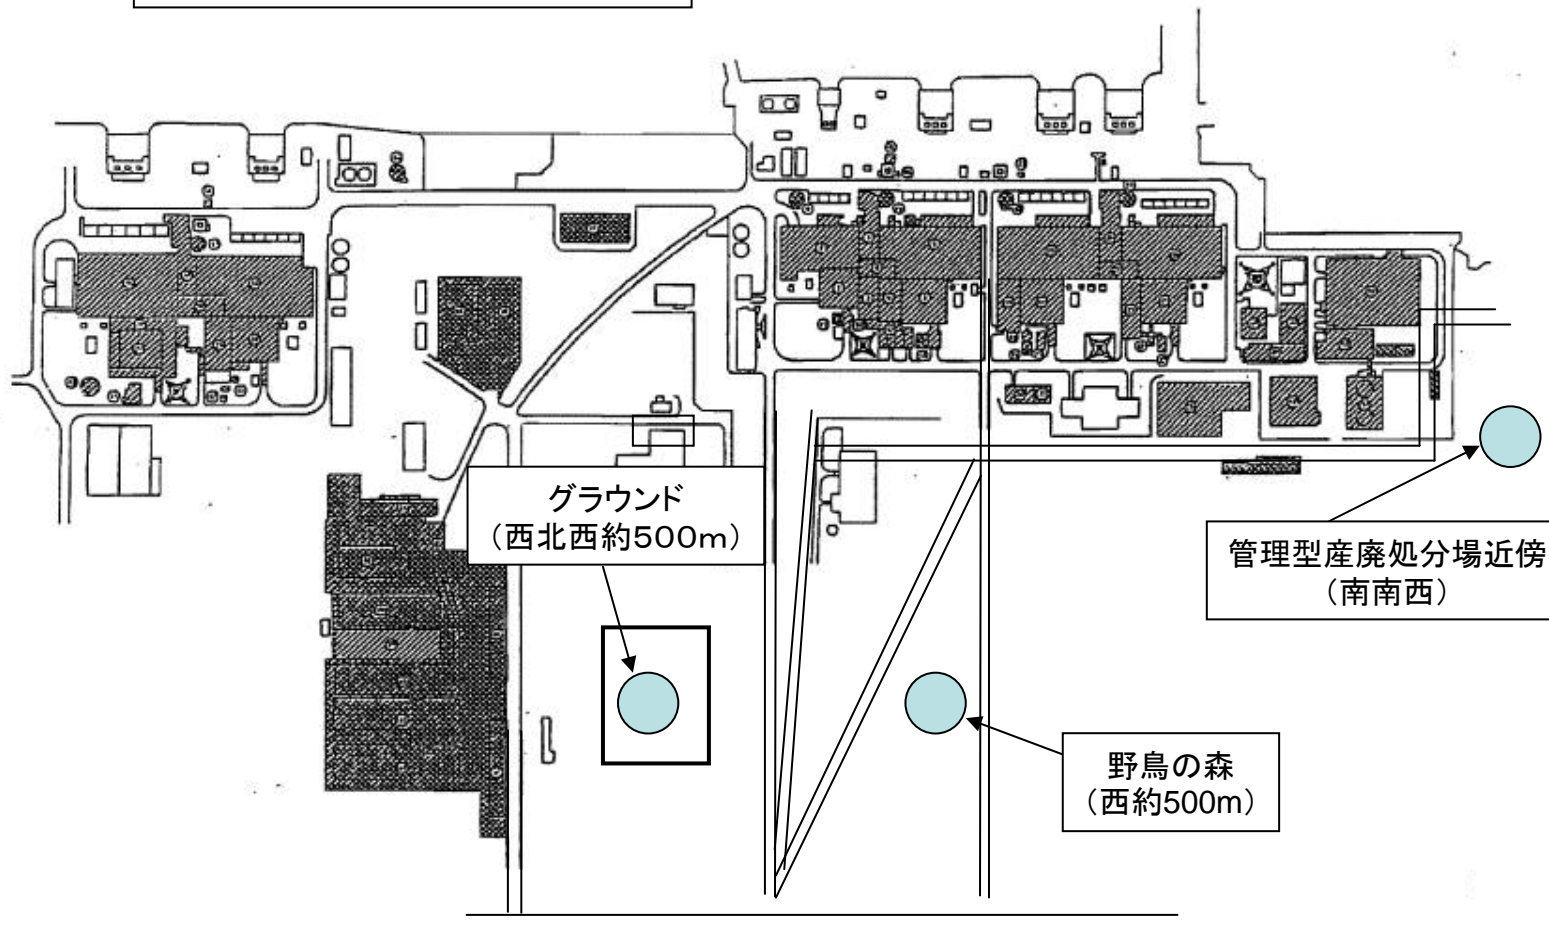 グラウンド
（西北西約500m）
管理型産廃処分場近傍
（南南西）
野鳥の森
（西約500m）